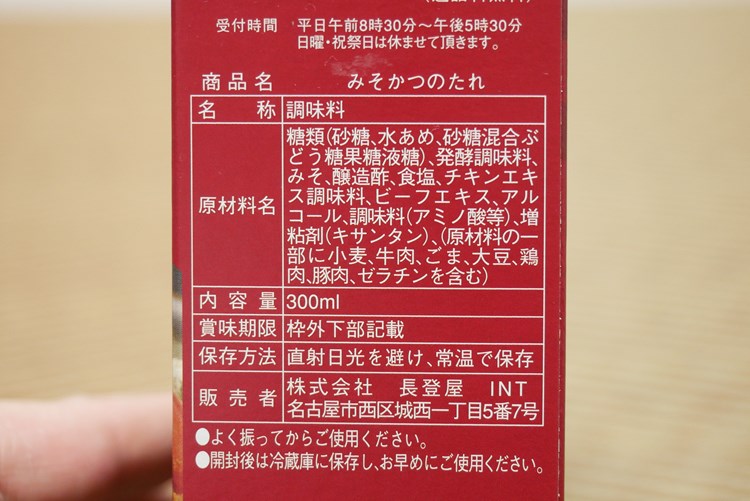 受付時間 平日午前8時30分～午後5時30分
日曜・祝祭日は休ませて頂きます。
商品名 みそかつのたれ
名称 調味料
原材料名 糖類(砂糖、水あめ、砂糖混合ぶ
どう糖果糖液糖)、発酵調味料、
みそ、醸造酢、食塩、チキンエキ
ス調味料、ビーフエキス、アル
コール、調味料(アミノ酸等)、増
粘剤(キサンタン)、(原材料の一
部に小麦、牛肉、ごま、大豆、鶏
肉、豚肉、ゼラチンを含む)
内容量 300ml
賞味期限 枠外下部記載
保存方法 直射日光を避け、常温で保存
販売者 株式会社 長登屋 INT
名古屋市西区城西一丁目5番7号
●よく振ってからご使用ください。
●開封後は冷蔵庫に保存し、お早めにご使用ください。